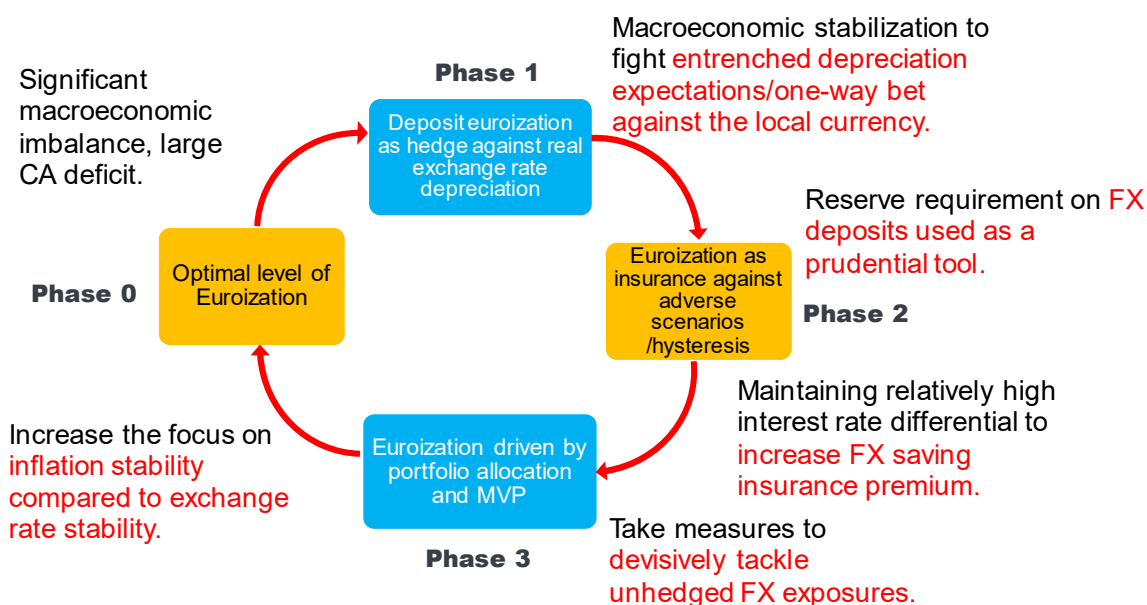 Significant
macroeconomic
imbalance, large
CA deficit.
Phase 1
Deposit euroization
as hedge against real
exchange rate
depreciation
Macroeconomic stabilization to
fight entrenched depreciation
expectations/one-way bet
against the local currency.
Reserve requirement on FX
deposits used as a
prudential tool.
Phase 0
Optimal level of
Euroization
Euroization as
insurance against
adverse
scenarios
/hysteresis
Phase 2
Maintaining relatively high
interest rate differential to
increase FX saving
insurance premium.
Increase the focus on
inflation stability
compared to exchange
rate stability.
Euroization driven by
portfolio allocation
and MVP
Phase 3
Take measures to
devisively tackle
unhedged FX exposures.